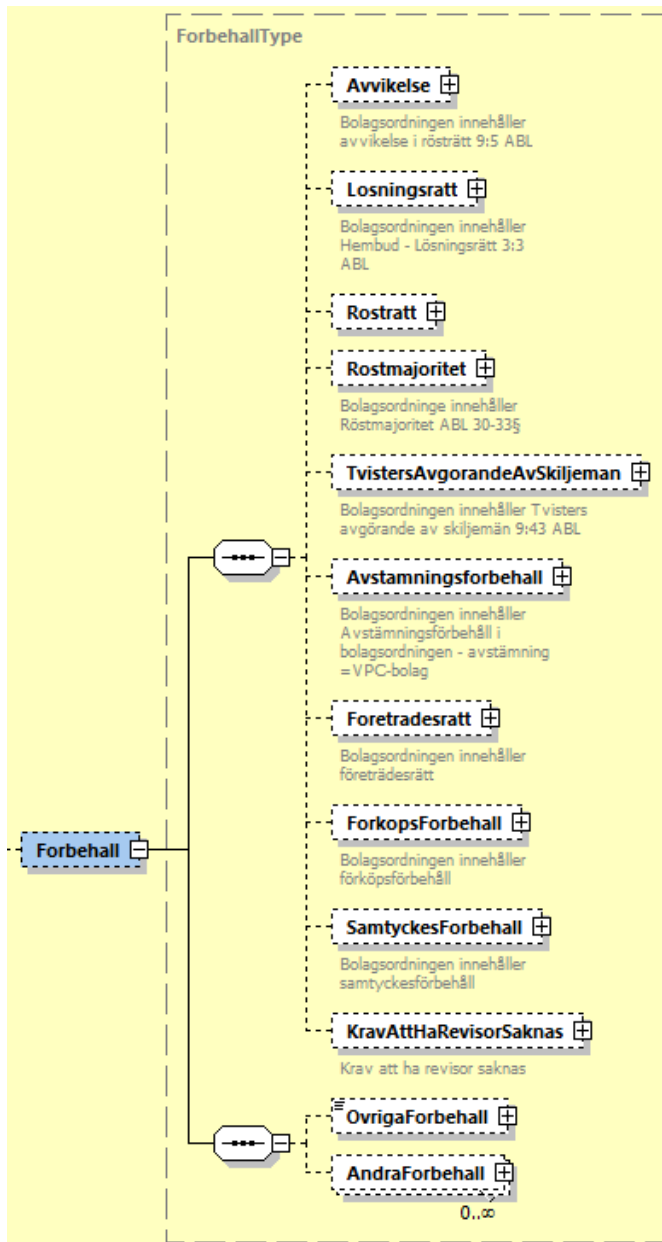 ForbehallType
Avvikelse
Bolagsordningen innehåller
avvikelse i rösträtt 9:5 ABL
Losningsratt
Bolagsordningen innehåller
Hembud - Lösningsrätt 3:3
ABL
Rostratt
Rostmajoritet
Bolagsordninge innehåller
Röstmajoritet ABL 30-33§
TvistersAvgorandeAvSkiljeman
Bolagsordningen innehåller Tvisters
avgörande av skiljemän 9:43 ABL
Avstamningsforbehall
Bolagsordningen innehåller
Avstämningsförbehåll i
bolagsordningen - avstämning
=VPC-bolag
Foretradesratt
Bolagsordningen innehåller
företrädesrätt
Forbehall
ForkopsForbehall
Bolagsordningen innehåller
förköpsförbehåll
SamtyckesForbehall
Bolagsordningen innehåller
samtyckesförbehåll
KravAttHaRevisorSaknas
Krav att ha revisor saknas
OvrigaForbehall
AndraForbehall
0..∞